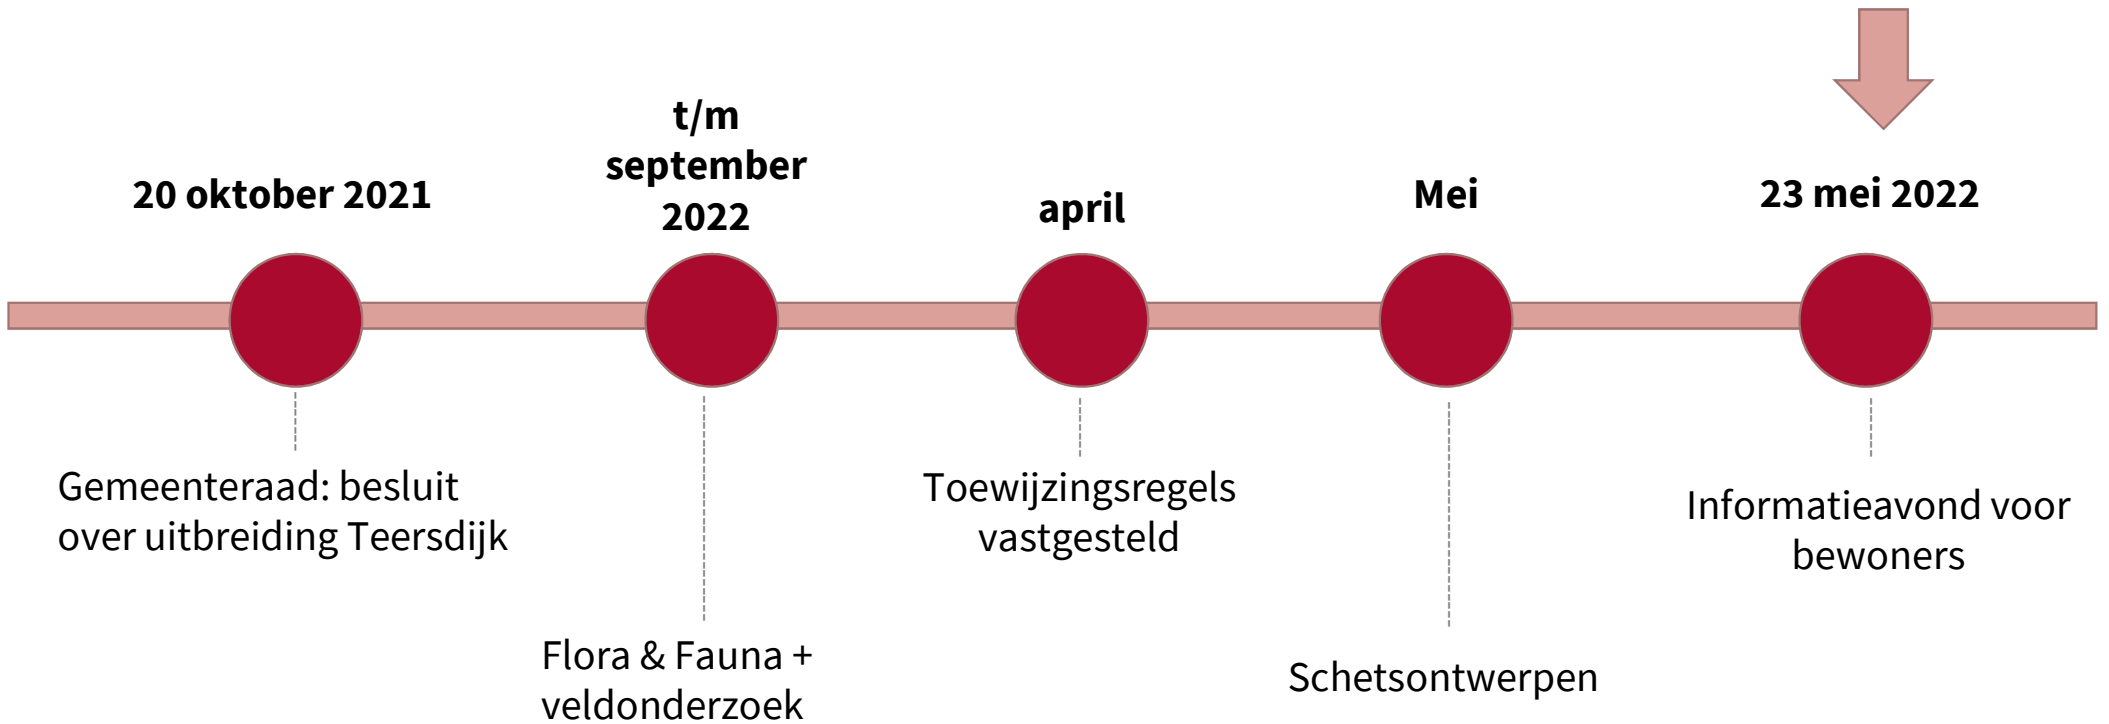 20 oktober 2021
Gemeenteraad: besluit
over uitbreiding Teersdijk
t/m
september
2022
Flora & Fauna +
veldonderzoek
april
Toewijzingsregels
vastgesteld
Mei
Schetsontwerpen
23 mei 2022
Informatieavond voor
bewoners